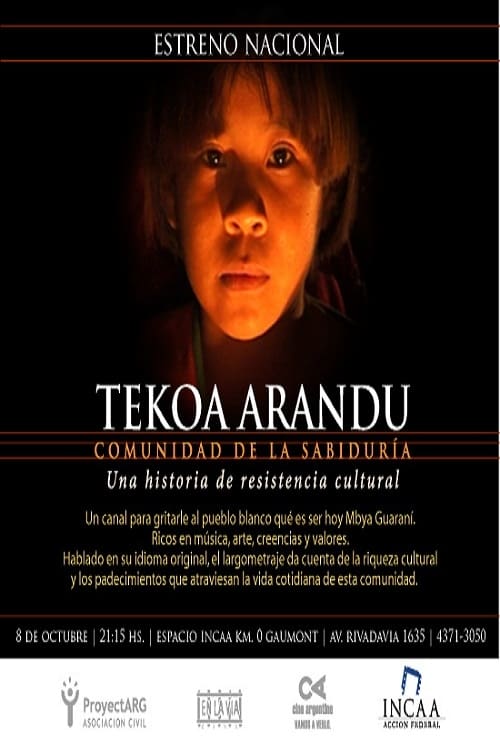 ESTRENO NACIONAL
TEKOA ARANDU
COMUNIDAD DE LA SABIDURÍA
Una historia de resistencia cultural
Un canal para gritarle al pueblo blanco qué es ser hoy Mbya Guaraní.
Ricos en música, arte, creencias y valores.
Hablado en su idioma original, el largometraje da cuenta de la riqueza cultural
y los padecimientos que atraviesan la vida cotidiana de esta comunidad.
8 DE OCTUBRE | 21:15 HS. | ESPACIO INCAA KM. 0 GAUMONT | AV. RIVADAVIA 1635 | 4371-3050
ProyectARG
ASOCIACIÓN CIVIL
EN LA VIA
CA
cine argentino
VAMOS A VERLO.
INCAA
ACCION FEDERAL